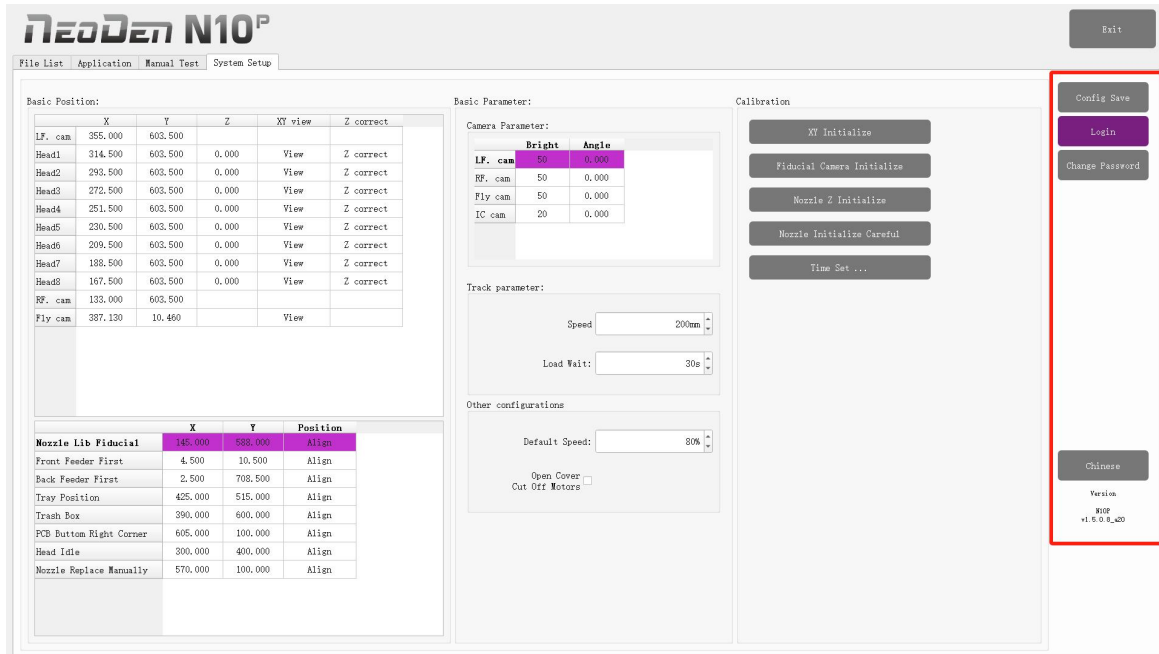 NEODEN N10P
Exit
File List Application Manual Test System Setup
Basic Position:
X Y Z XY view Z correct
LF. cam 355.000 603.500
Head1 314.500 603.500 0.000 View Z correct
Head2 293.500 603.500 0.000 View Z correct
Head3 272.500 603.500 0.000 View Z correct
Head4 251.500 603.500 0.000 View Z correct
Head5 230.500 603.500 0.000 View Z correct
Head6 209.500 603.500 0.000 View Z correct
Head7 188.500 603.500 0.000 View Z correct
Head8 167.500 603.500 0.000 View Z correct
RF. cam 133.000 603.500
Fly cam 387.130 10.460 View
X Y Position
Nozzle Lib Fiducial 145.000 588.000 Align
Front Feeder First 4.500 10.500 Align
Back Feeder First 2.500 708.500 Align
Tray Position 425.000 515.000 Align
Trash Box 390.000 600.000 Align
PCB Buttom Right Corner 605.000 100.000 Align
Head Idle 300.000 400.000 Align
Nozzle Replace Manually 570.000 100.000 Align
Basic Parameter:
Camera Parameter:
Bright Angle
LF. cam 50 0.000
RF. cam 50 0.000
Fly cam 50 0.000
IC cam 20 0.000
Track parameter:
Speed 200mm
Load Wait: 30s
Other configurations
Default Speed: 80%
Open Cover
Cut Off Motors
Calibration
XY Initialize
Fiducial Camera Initialize
Nozzle Z Initialize
Nozzle Initialize Careful
Time Set ...
Config Save
Login
Change Password
Chinese
Version
N10P
v1.5.0.8_a20